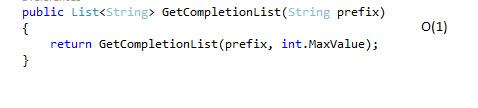 public List<String> GetCompletionList(String prefix)
O(1)
{
return GetCompletionList(prefix, int.MaxValue);
}